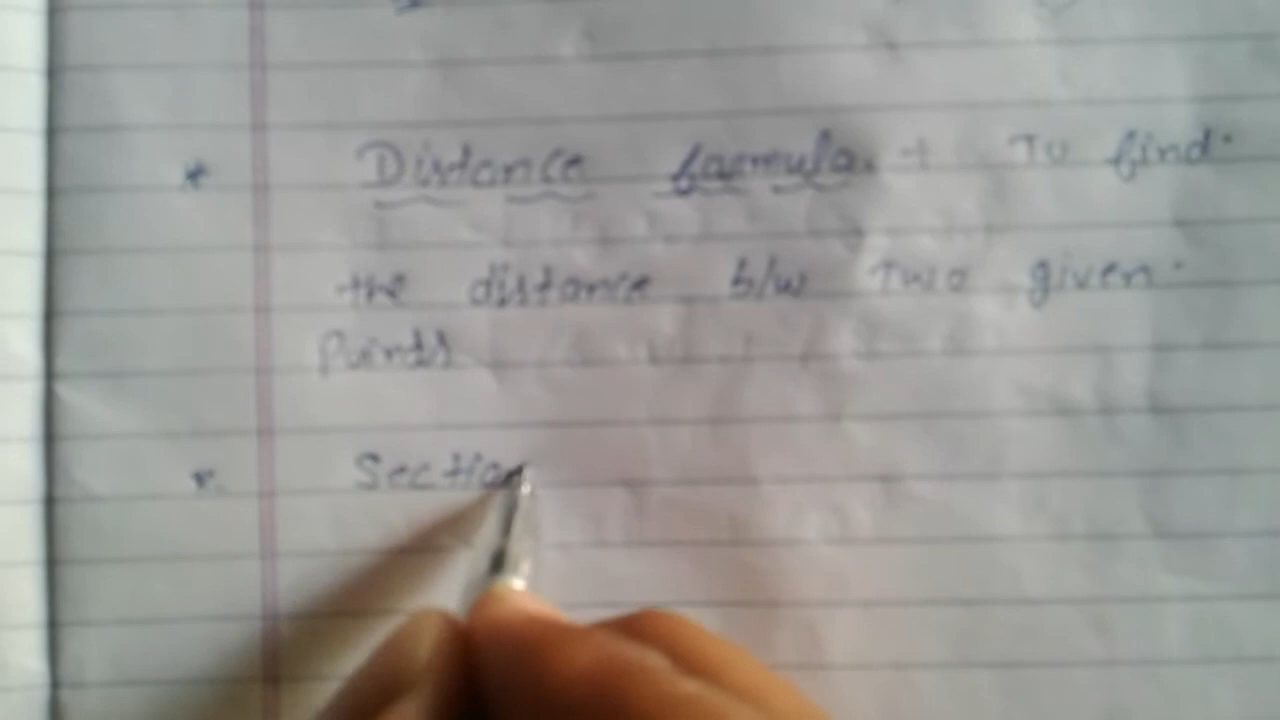 * Distance formula. + To find.
the distance b/w Two given.
Points
* Section